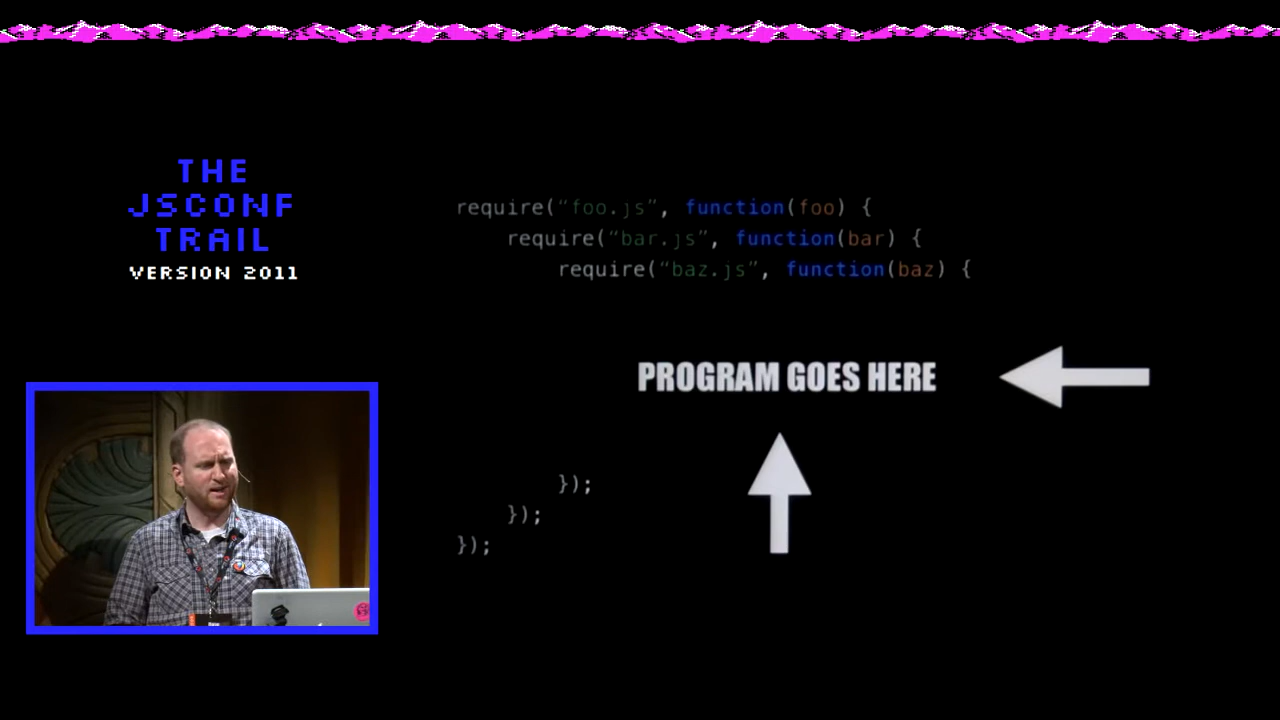 THE
JSCONF
TRAIL
VERSION 2011
require(“foo.js”, function(foo) {
require(“bar.js”, function(bar) {
require(“baz.js”, function(baz) {
PROGRAM GOES HERE
});
});
});